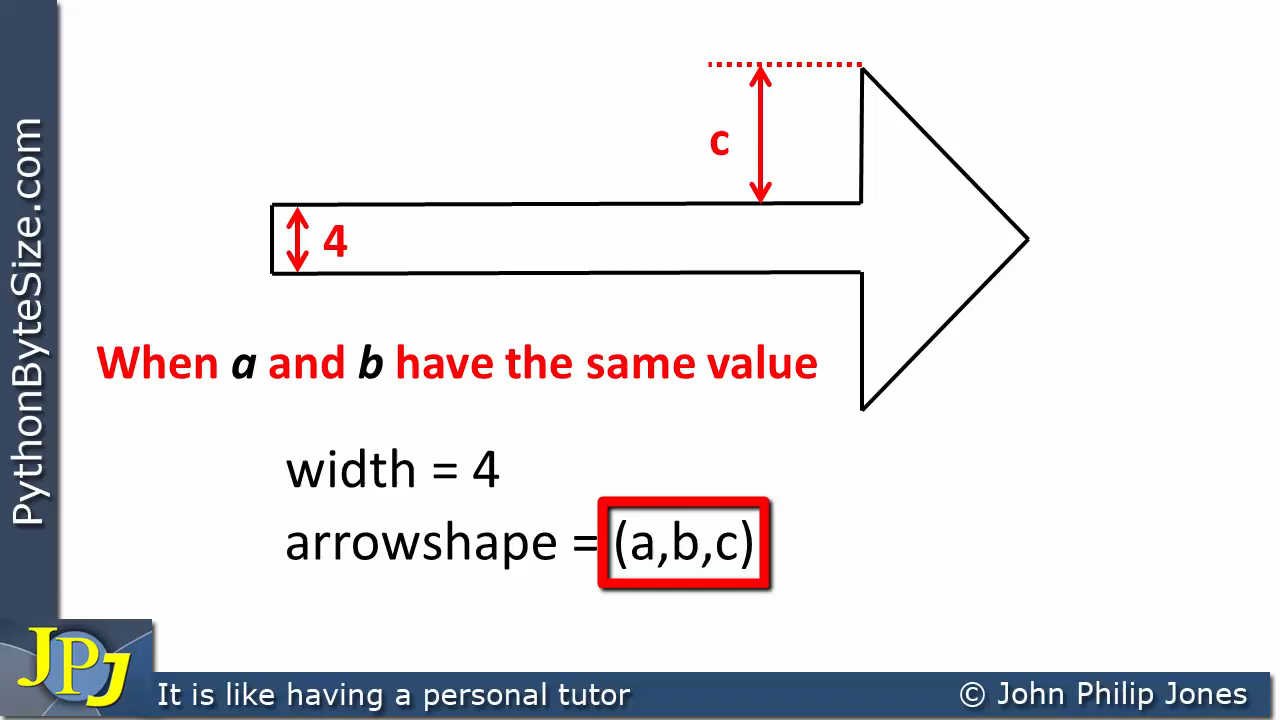 PythonByteSize.com
c
4
When a and b have the same value
width = 4
arrowshape = (a,b,c)
JPJ
It is like having a personal tutor
© John Philip Jones